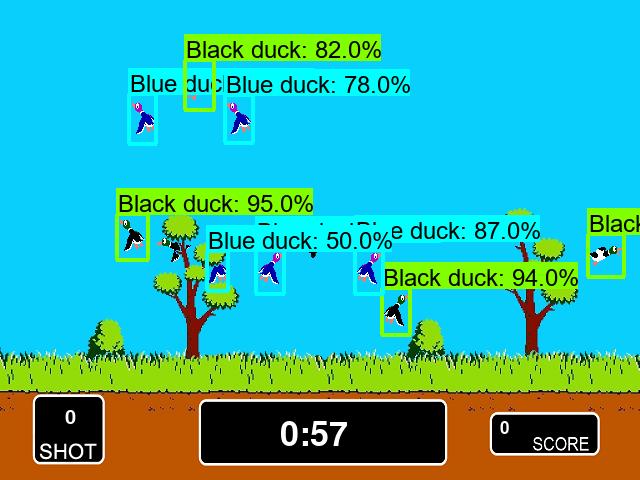 Black duck: 82.0%
Blue duc
Blue duck: 78.0%
Black duck: 95.0%
Blue duck: 87.0%
Blue duck: 50.0%
Black
Black duck: 94.0%
0
SHOT
0:57
0
SCORE